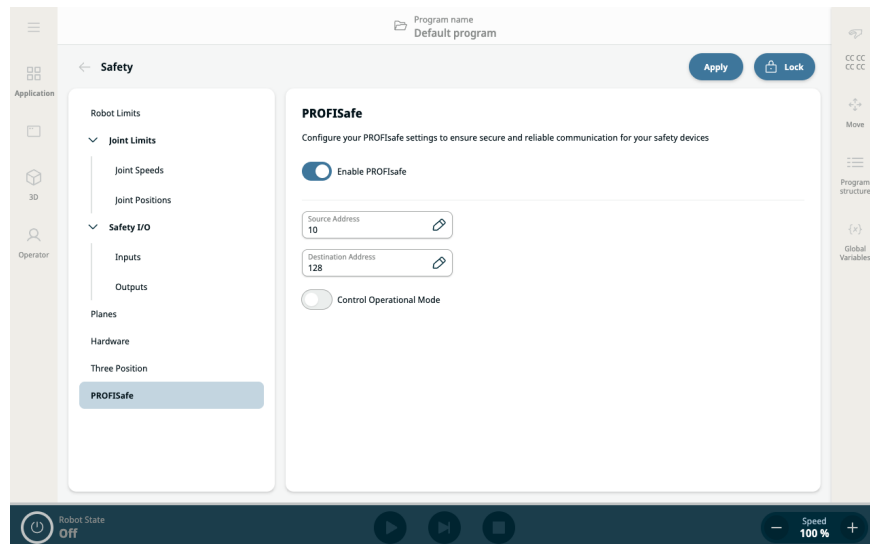 Program name
Default program
Safety
Apply
Lock
CC CC
CC CC
Application
Move
3D
Program
structure
Operator
Global
Variables
Robot Limits
Joint Limits
Joint Speeds
Joint Positions
Safety I/O
Inputs
Outputs
Planes
Hardware
Three Position
PROFISafe
PROFISafe
Configure your PROFIsafe settings to ensure secure and reliable communication for your safety devices
Enable PROFIsafe
Source Address
10
Destination Address
128
Control Operational Mode
Robot State
Off
Speed
100 %